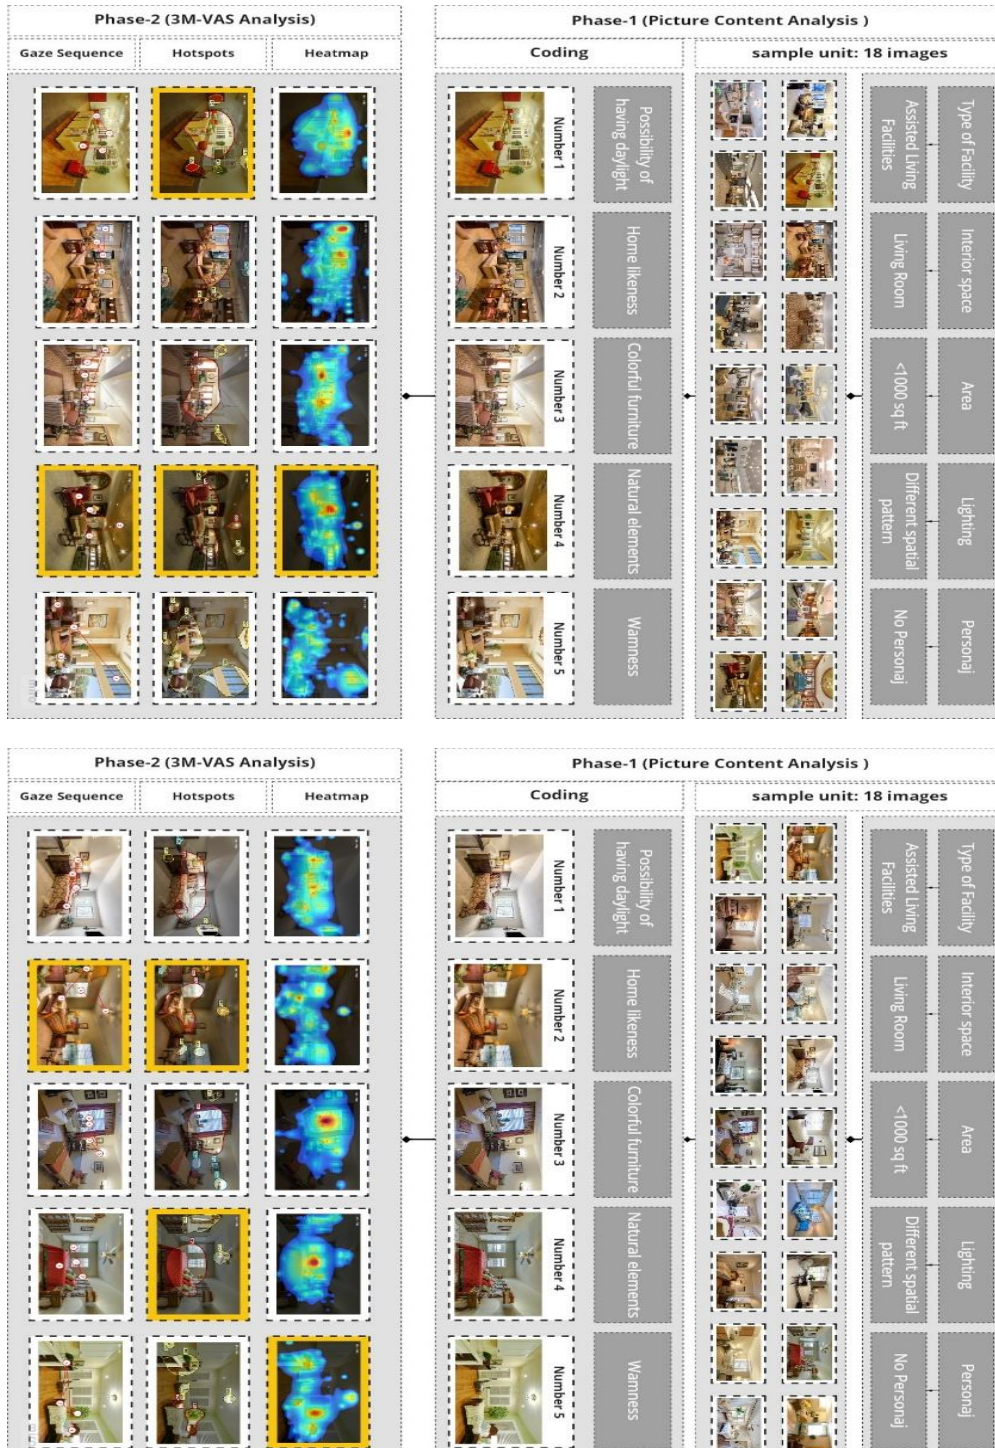 Phase-2 (3M-VAS Analysis)
Phase-1 (Picture Content Analysis )
Gaze Sequence
Hotspots
Heatmap
Coding
sample unit: 18 images
Number 1
Possibility of
having daylight
Assisted Living
Facilities
Type of Facility
Number 2
Home likeness
Living Room
Interior space
Number 3
Colorful furniture
<1000 sq ft
Area
Number 4
Natural elements
Different spatial
pattern
Lighting
Number 5
Wamness
No Personaj
Personaj
Phase-2 (3M-VAS Analysis)
Phase-1 (Picture Content Analysis )
Gaze Sequence
Hotspots
Heatmap
Coding
sample unit: 18 images
Number 1
Possibility of
having daylight
Assisted Living
Facilities
Type of Facility
Number 2
Home likeness
Living Room
Interior space
Number 3
Colorful furniture
<1000 sq ft
Area
Number 4
Natural elements
Different spatial
pattern
Lighting
Number 5
Wamness
No Personaj
Personaj